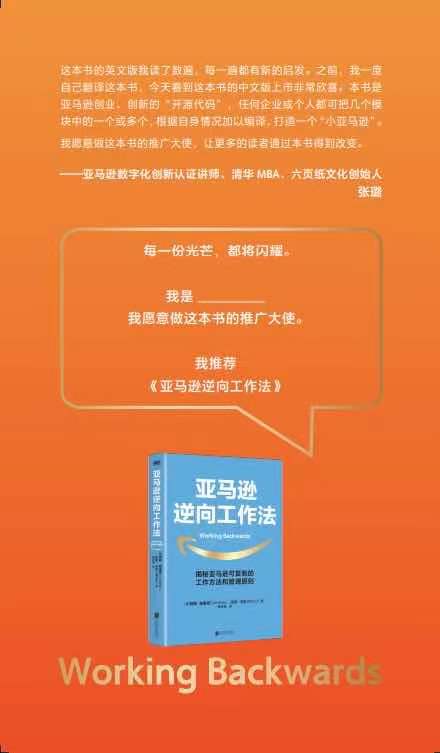 这本书的英文版我读了数遍，每一遍都有新的启发。之前，我一度
自己翻译这本书，今天看到这本书的中文版上市非常欣喜。本书是
亚马逊创业、创新的“开源代码”，任何企业或个人都可把几个模
块中的一个或多个，根据自身情况加以编译，打造一个“小亚马逊”。
我愿意做这本书的推广大使，让更多的读者通过本书得到改变。
——亚马逊数字化创新认证讲师、清华 MBA、六页纸文化创始人
张璐
每一份光芒，都将闪耀。
我是
我愿意做这本书的推广大使。
我推荐
《亚马逊逆向工作法》
亚马逊
逆向工作法
亚马逊
逆向工作法
Working Backwards
揭秘亚马逊可复制的
工作方法和管理原则
Working Backwards